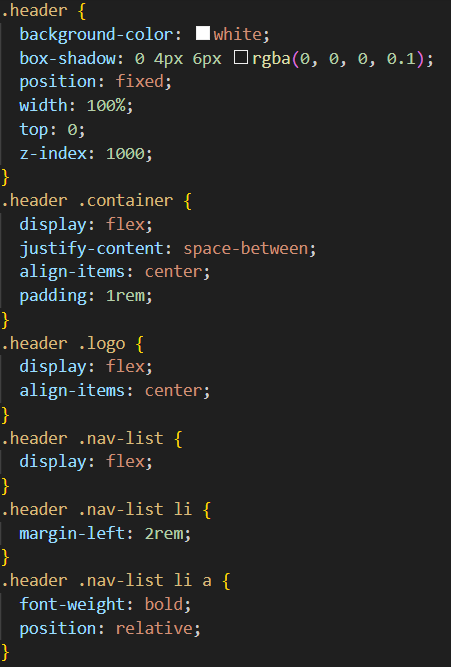 .header {
  background-color: white;
  box-shadow: 0 4px 6px rgba(0, 0, 0, 0.1);
  position: fixed;
  width: 100%;
  top: 0;
  z-index: 1000;
}
.header .container {
  display: flex;
  justify-content: space-between;
  align-items: center;
  padding: 1rem;
}
.header .logo {
  display: flex;
  align-items: center;
}
.header .nav-list {
  display: flex;
}
.header .nav-list li {
  margin-left: 2rem;
}
.header .nav-list li a {
  font-weight: bold;
  position: relative;
}